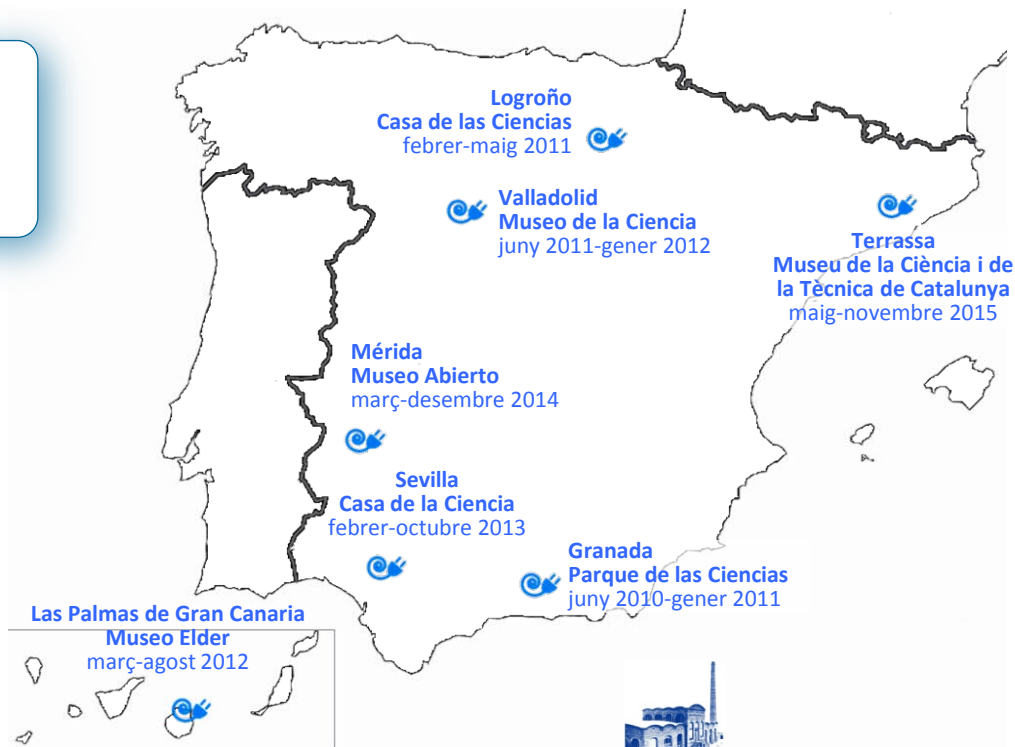 Logroño
Casa de las Ciencias
febrer-maig 2011
Valladolid
Museo de la Ciencia
juny 2011-gener 2012
Terrassa
Museu de la Ciència i de
la Tècnica de Catalunya
maig-novembre 2015
Mérida
Museo Abierto
març-desembre 2014
Sevilla
Casa de la Ciencia
febrer-octubre 2013
Granada
Parque de las Ciencias
juny 2010-gener 2011
Las Palmas de Gran Canaria
Museo Elder
març-agost 2012